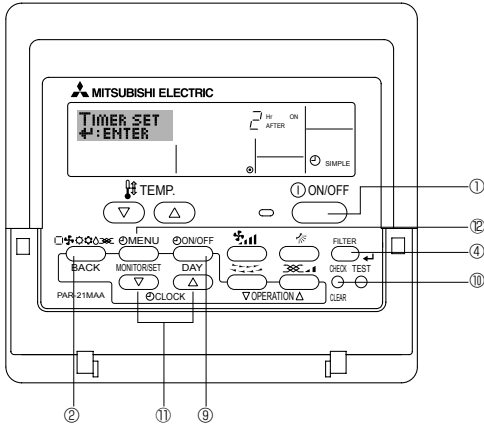 MITSUBISHI ELECTRIC
TIMER SET
:ENTER
2 Hr ON
AFTER
SIMPLE
TEMP.
ON/OFF
①
⑫
MENU
ON/OFF
FILTER
④
BACK
MONITOR/SET
DAY
CHECK TEST
PAR-21MAA
CLOCK
▽OPERATION△
CLEAR
⑩
②
⑪
⑨